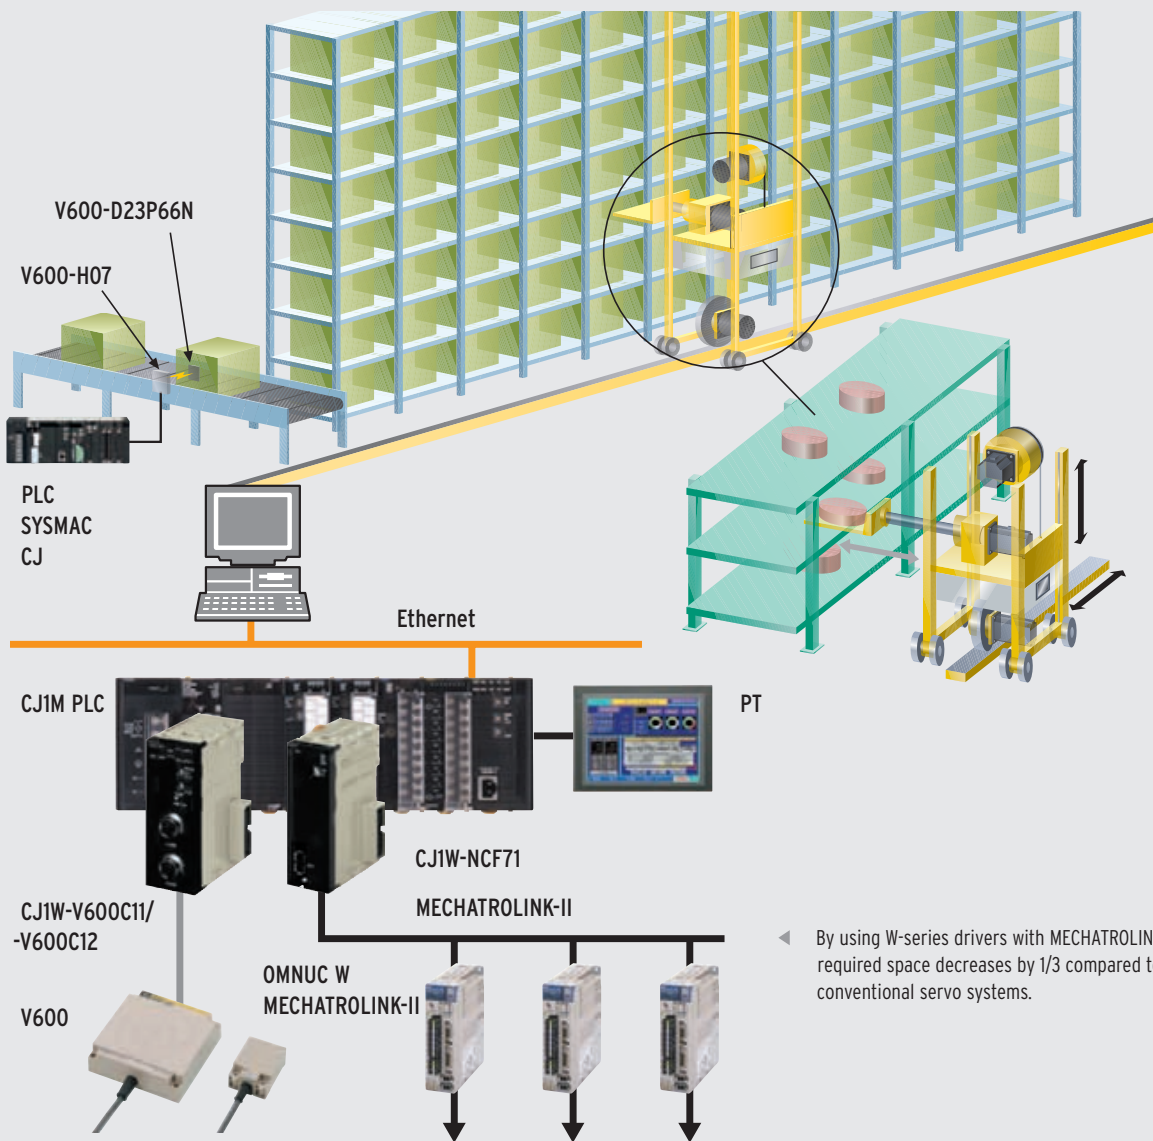 V600-D23P66N
V600-H07
PLC
SYSMAC
CJ
Ethernet
CJ1M PLC
PT
CJ1W-NCF71
CJ1W-V600C11/
-V600C12
MECHATROLINK-II
OMNUC W
MECHATROLINK-II
V600
By using W-series drivers with
required space decreases by 1/3 compared
conventional servo systems.